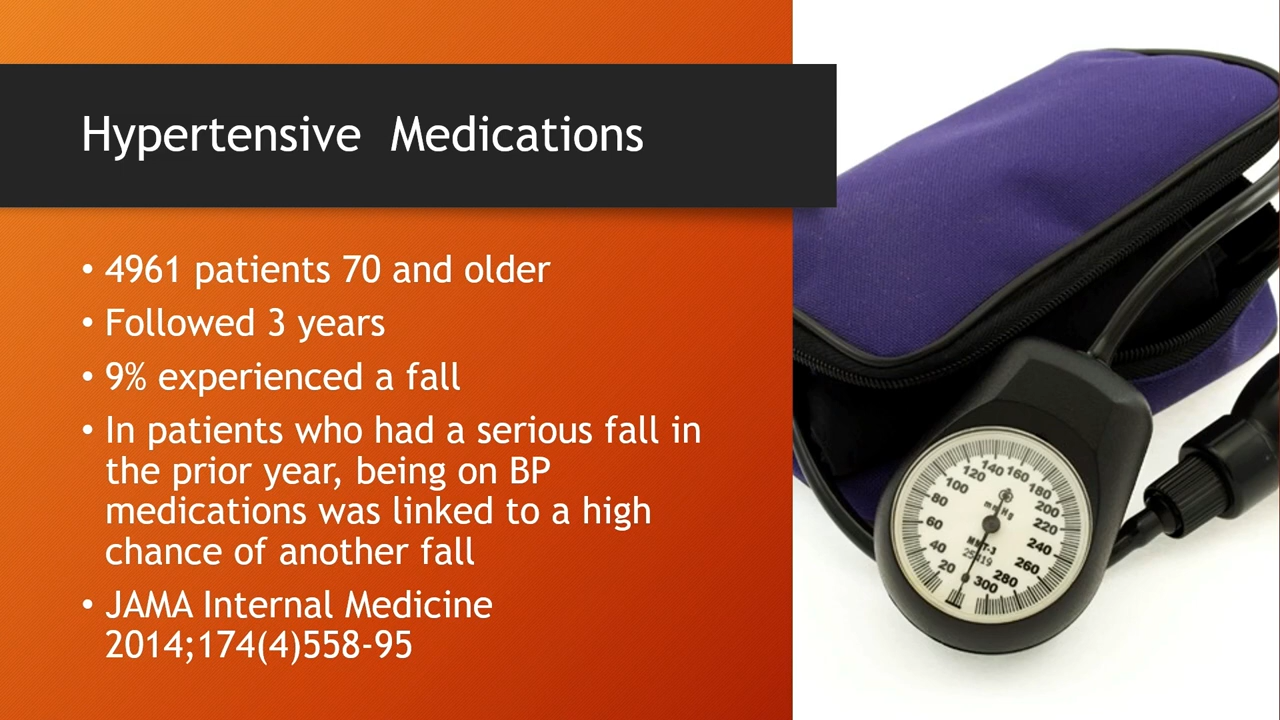 Hypertensive Medications
• 4961 patients 70 and older
• Followed 3 years
• 9% experienced a fall
• In patients who had a serious fall in
the prior year, being on BP
medications was linked to a high
chance of another fall
• JAMA Internal Medicine
2014;174(4)558-95
20
40
60
80
100
120
140
160
180
200
220
240
260
280
300
mmHg